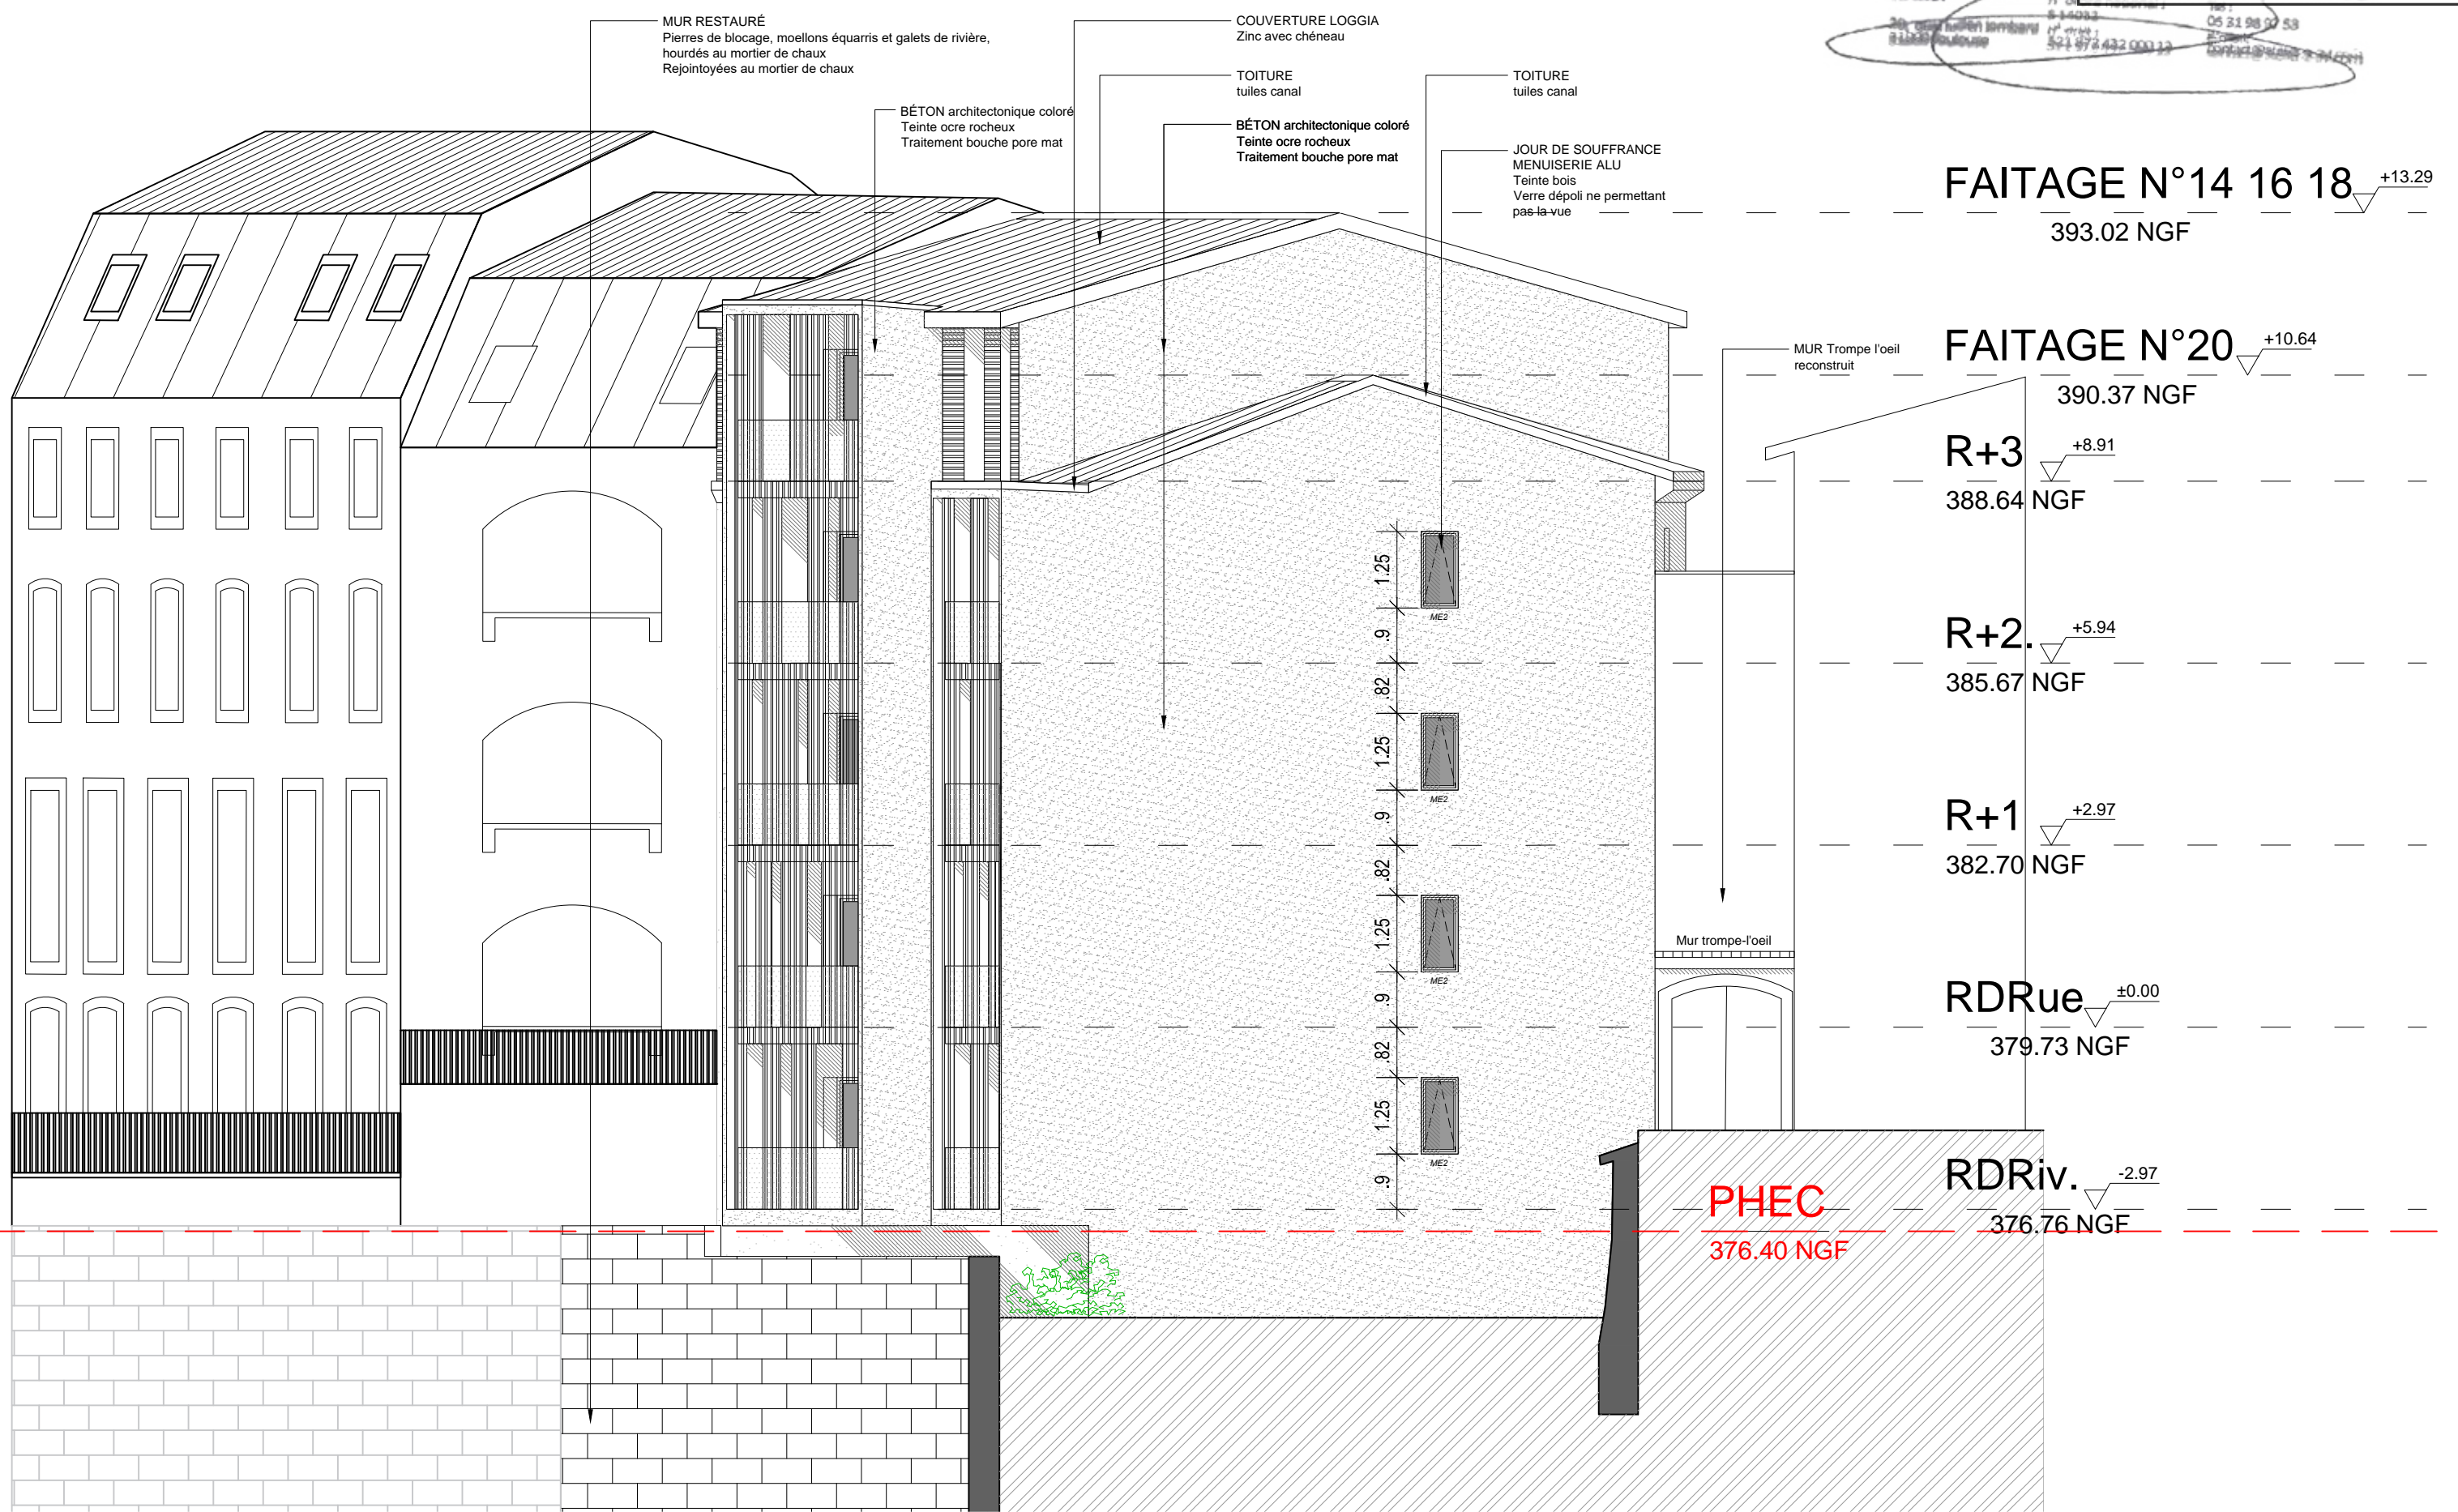 MUR RESTAURÉ
Pierres de blocage, moellons équarris et galets de rivière,
hourdés au mortier de chaux
Rejointoyées au mortier de chaux
BÉTON architectonique coloré
Teinte ocre rocheux
Traitement bouche pore mat
COUVERTURE LOGGIA
Zinc avec chéneau
TOITURE
tuiles canal
BÉTON architectonique coloré
Teinte ocre rocheux
Traitement bouche pore mat
TOITURE
tuiles canal
JOUR DE SOUFFRANCE
MENUISERIE ALU
Teinte bois
Verre dépoli ne permettant
pas la vue
05 31 98 97 53
FAITAGE N°14 16 18 +13.29
393.02 NGF
FAITAGE N°20 +10.64
390.37 NGF
MUR Trompe l'oeil
reconstruit
R+3 +8.91
388.64 NGF
R+2. +5.94
385.67 NGF
R+1 +2.97
382.70 NGF
RDRue ±0.00
379.73 NGF
RDRiv. -2.97
376.76 NGF
PHEC
376.40 NGF
Mur trompe-l'oeil
1.25
ME2
.9
.82
1.25
ME2
.9
.82
1.25
ME2
.9
.82
1.25
ME2
.9